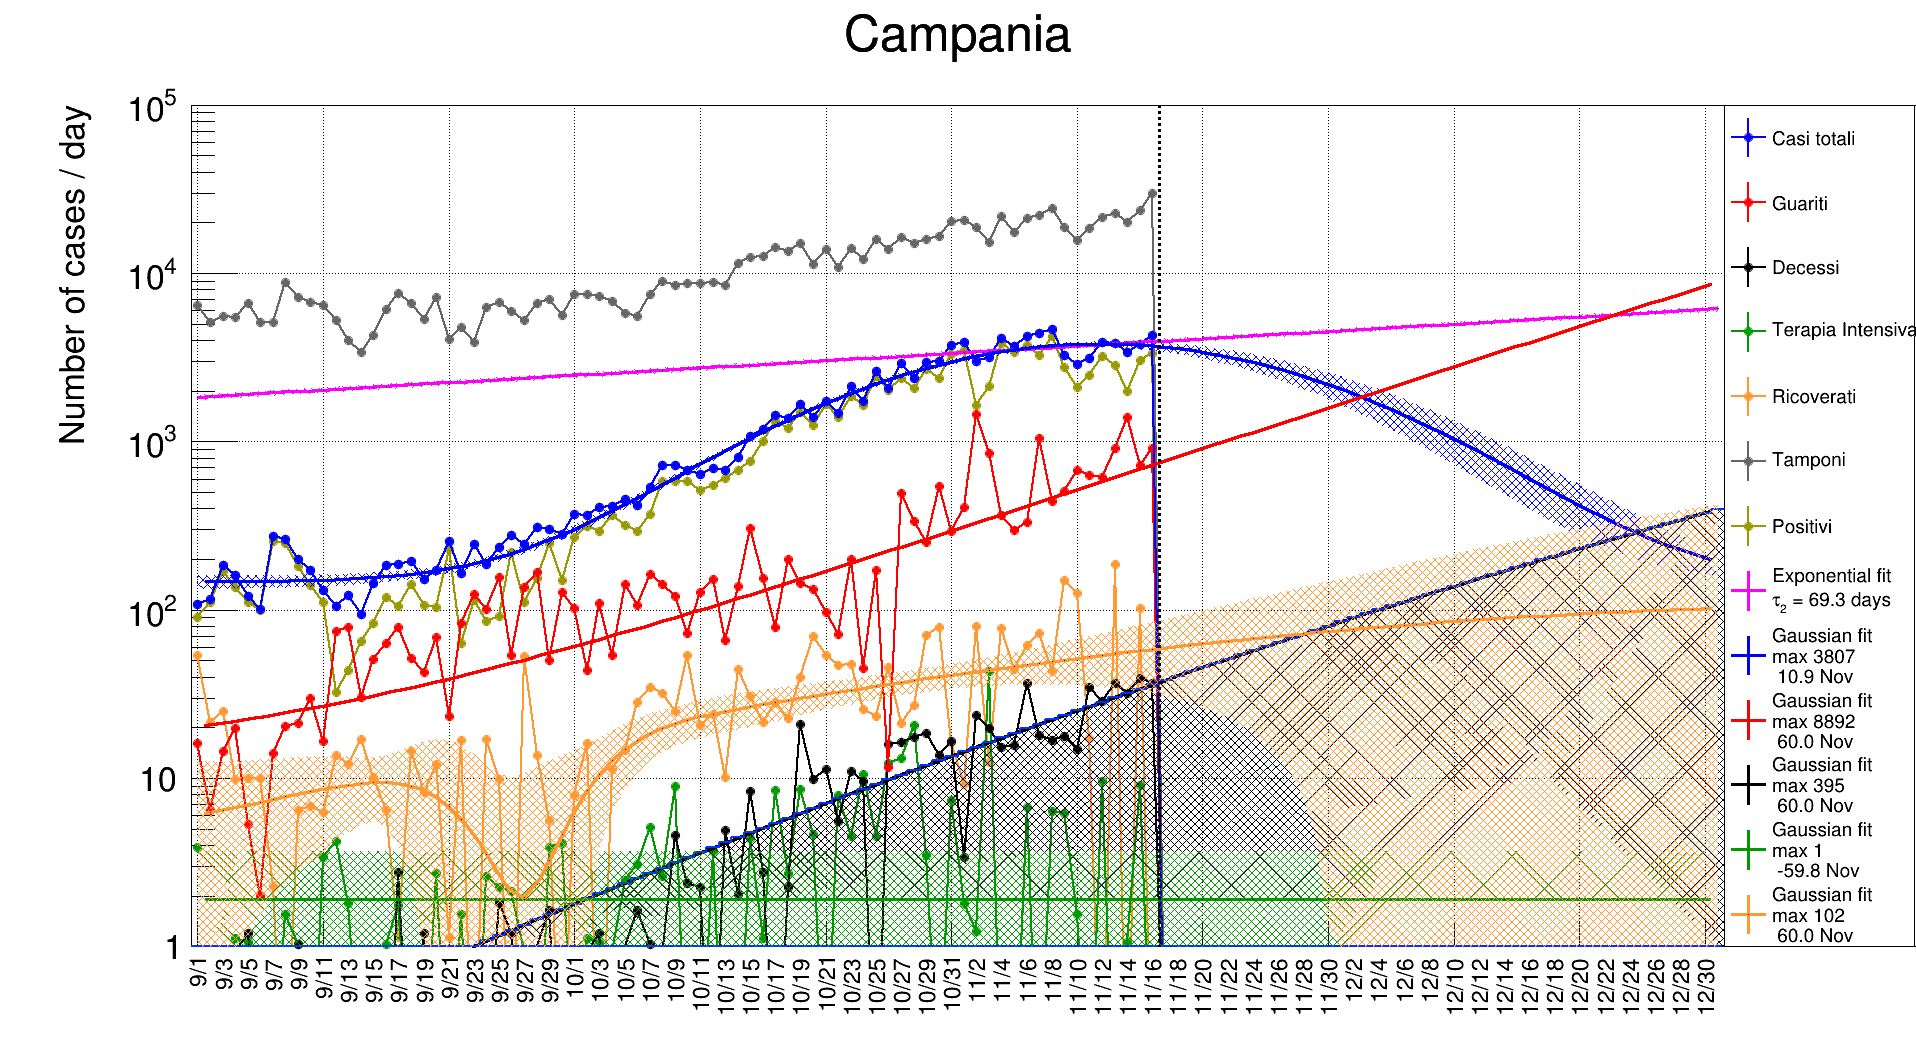 Campania
Number of cases / day
10^5
10^4
10^3
10^2
10
1
9/1
9/3
9/5
9/7
9/9
9/11
9/13
9/15
9/17
9/19
9/21
9/23
9/25
9/27
9/29
10/1
10/3
10/5
10/7
10/9
10/11
10/13
10/15
10/17
10/19
10/21
10/23
10/25
10/27
10/29
10/31
11/2
11/4
11/6
11/8
11/10
11/12
11/14
11/16
11/18
11/20
11/22
11/24
11/26
11/28
11/30
12/2
12/4
12/6
12/8
12/10
12/12
12/14
12/16
12/18
12/20
12/22
12/24
12/26
12/28
12/30
Casi totali
Guariti
Decessi
Terapia Intensiva
Ricoverati
Tamponi
Positivi
Exponential fit
τ₂ = 69.3 days
Gaussian fit
max 3807
10.9 Nov
Gaussian fit
max 8892
60.0 Nov
Gaussian fit
max 395
60.0 Nov
Gaussian fit
max 1
-59.8 Nov
Gaussian fit
max 102
60.0 Nov